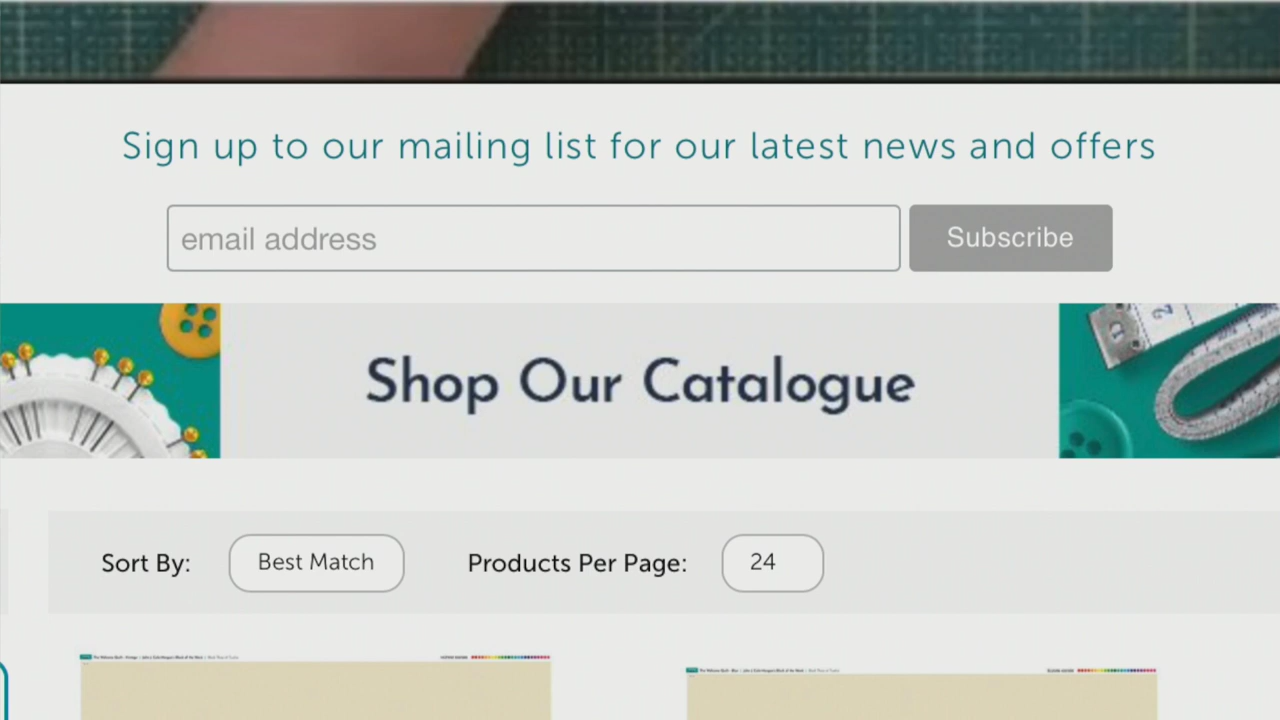 Sign up to our mailing list for our latest news and offers
email address
Subscribe
Shop Our Catalogue
Sort By:
Best Match
Products Per Page:
24